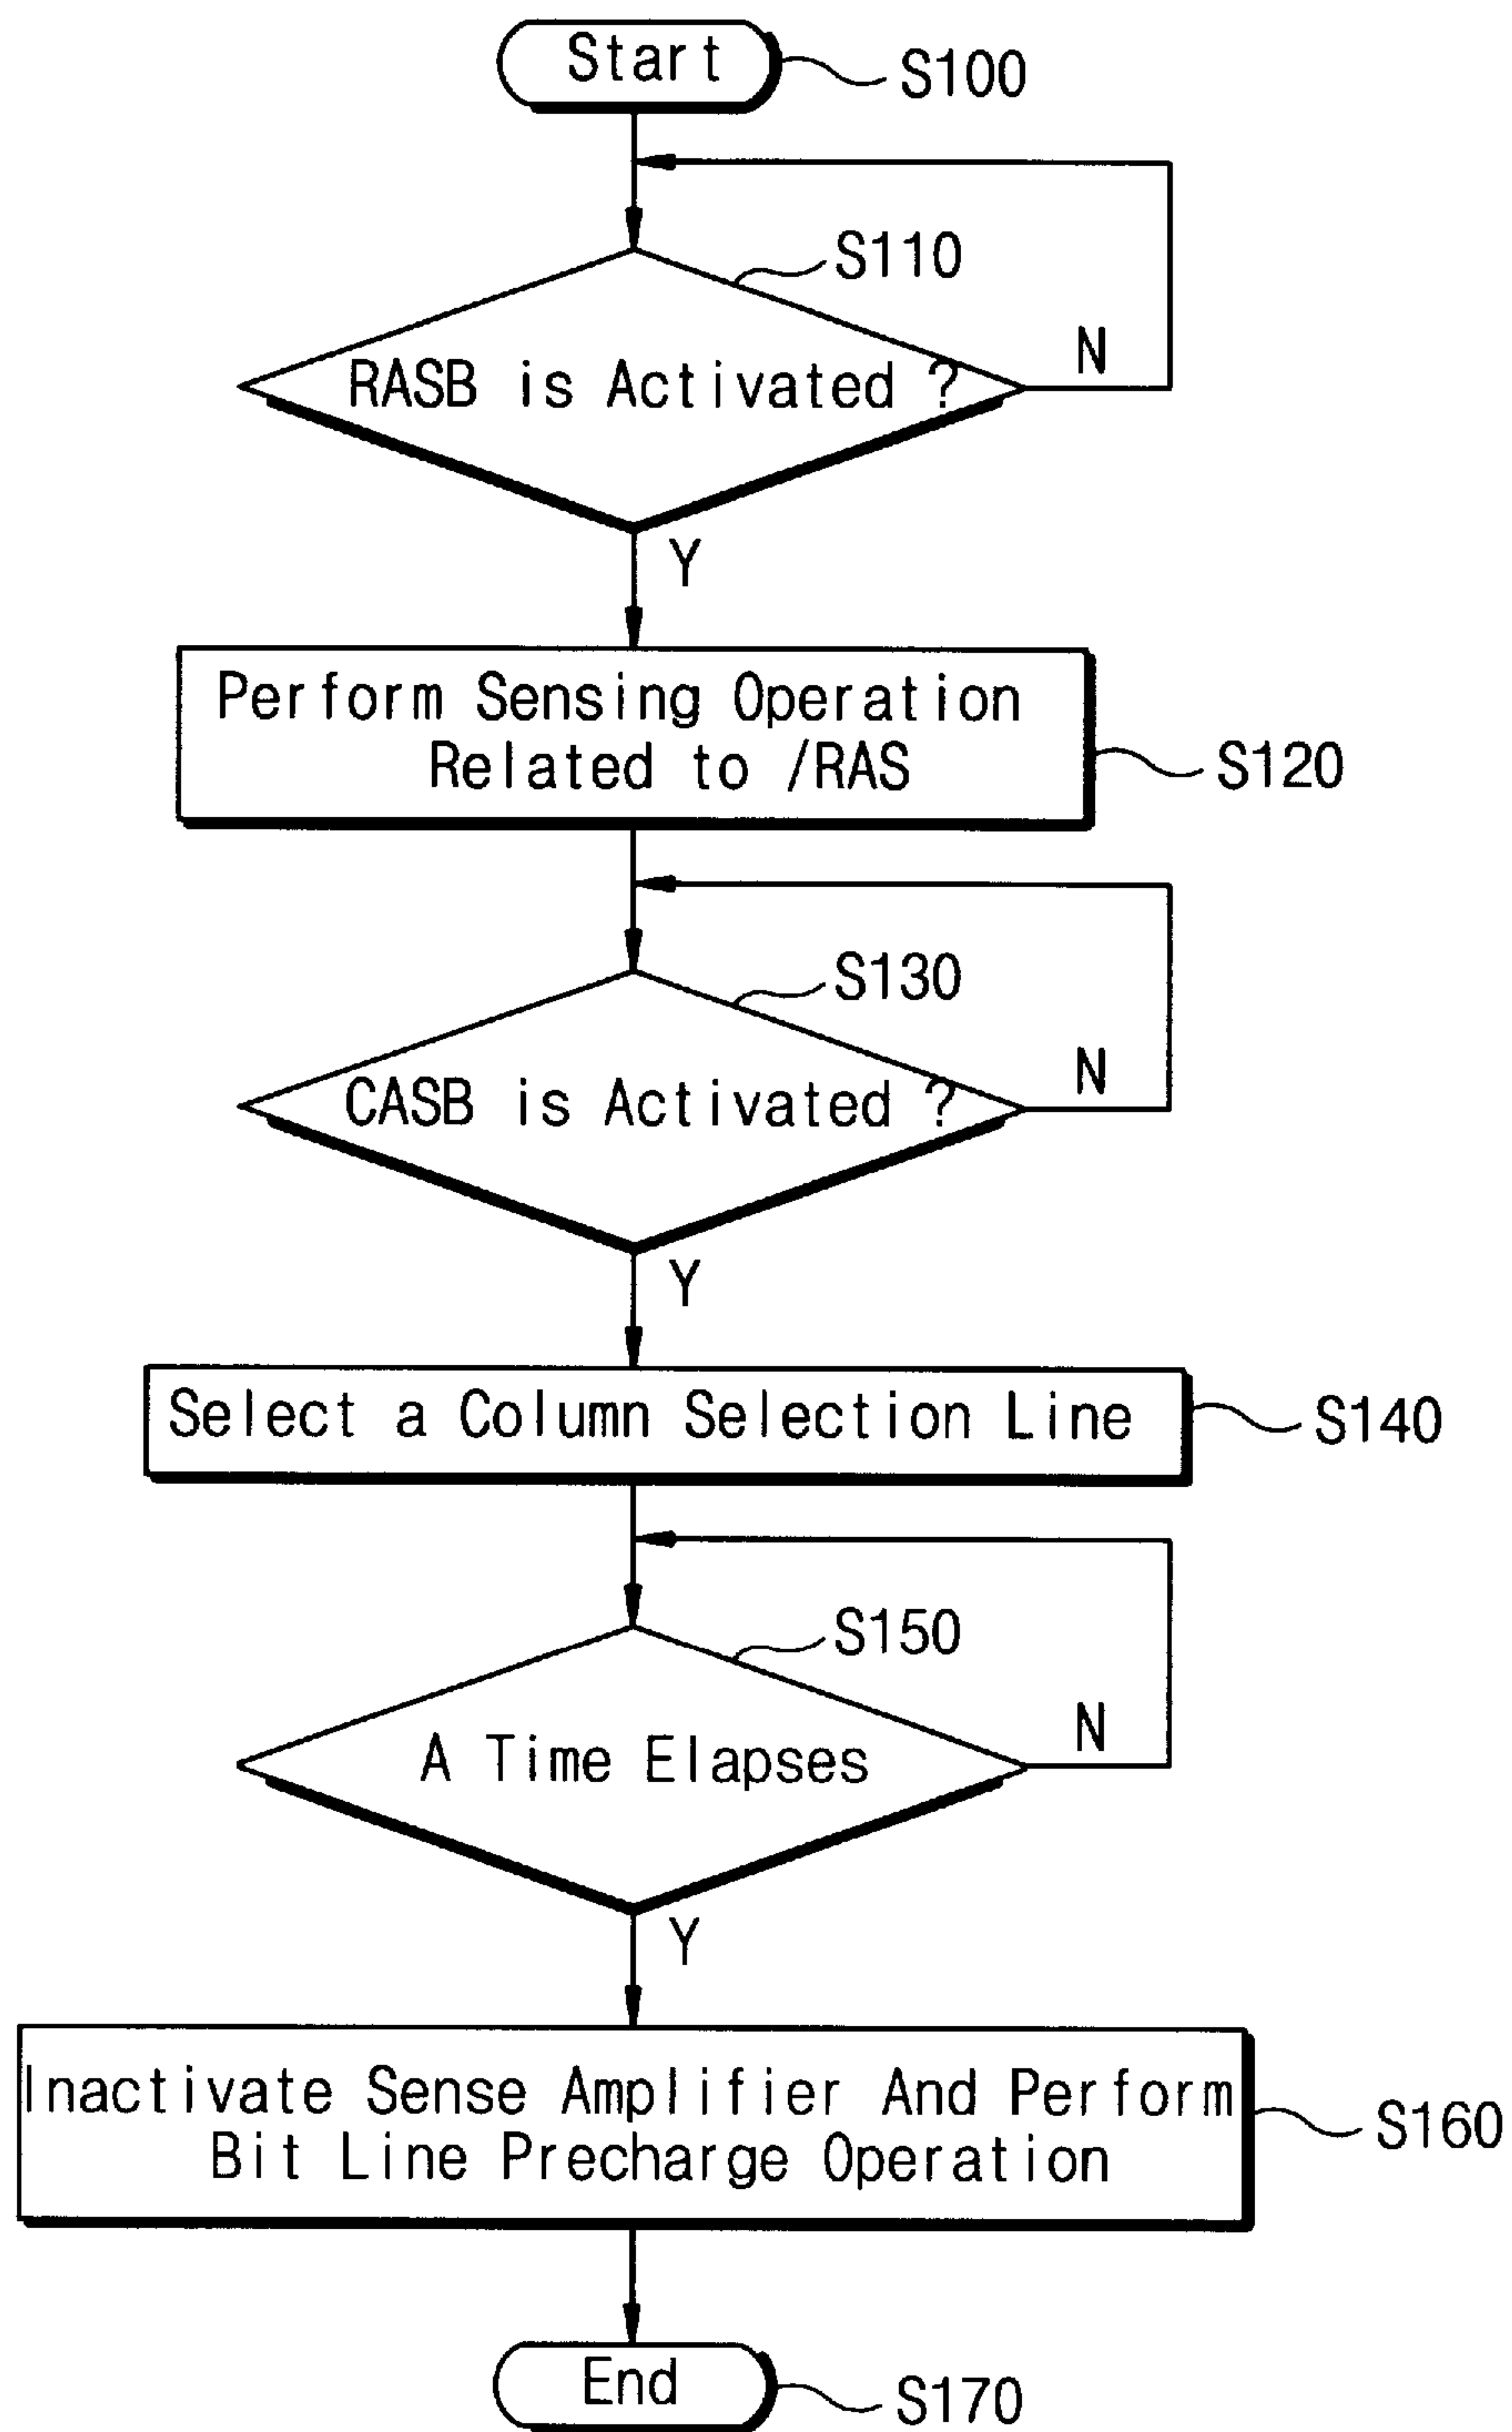 Start
S100
S110
RASB is Activated ?
N
Y
Perform Sensing Operation
Related to /RAS
S120
S130
CASB is Activated ?
N
Y
Select a Column Selection Line
S140
S150
A Time Elapses
N
Y
Inactivate Sense Amplifier And Perform
Bit Line Precharge Operation
S160
End
S170